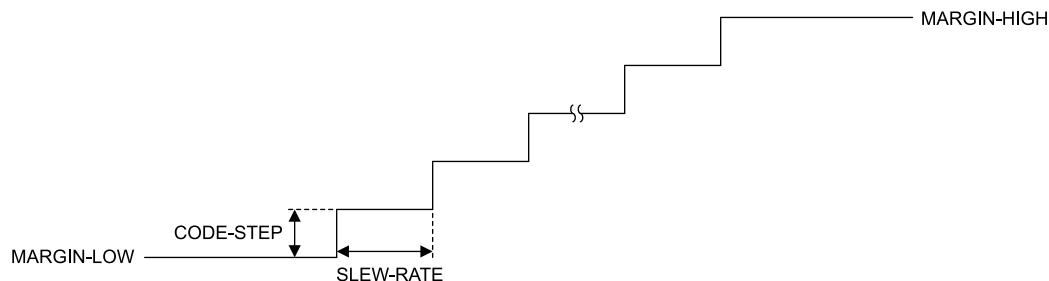 MARGIN-HIGH
CODE-STEP
MARGIN-LOW
SLEW-RATE